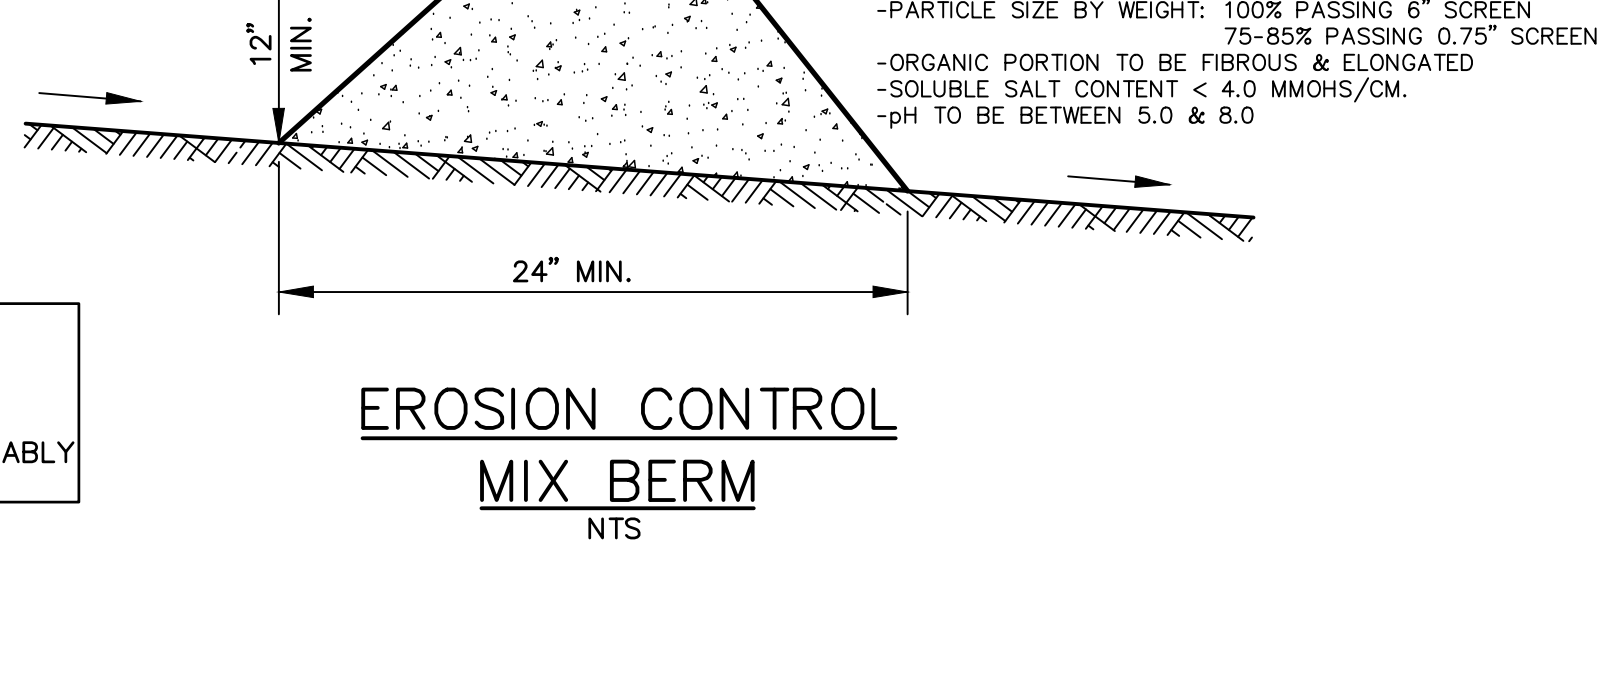 -PARTICLE SIZE BY WEIGHT: 100% PASSING 6" SCREEN
75-85% PASSING 0.75" SCREEN
-ORGANIC PORTION TO BE FIBROUS & ELONGATED
-SOLUBLE SALT CONTENT < 4.0 MMOHS/CM.
-pH TO BE BETWEEN 5.0 & 8.0
12"
MIN.
24" MIN.
ABLY
EROSION CONTROL
MIX BERM
NTS